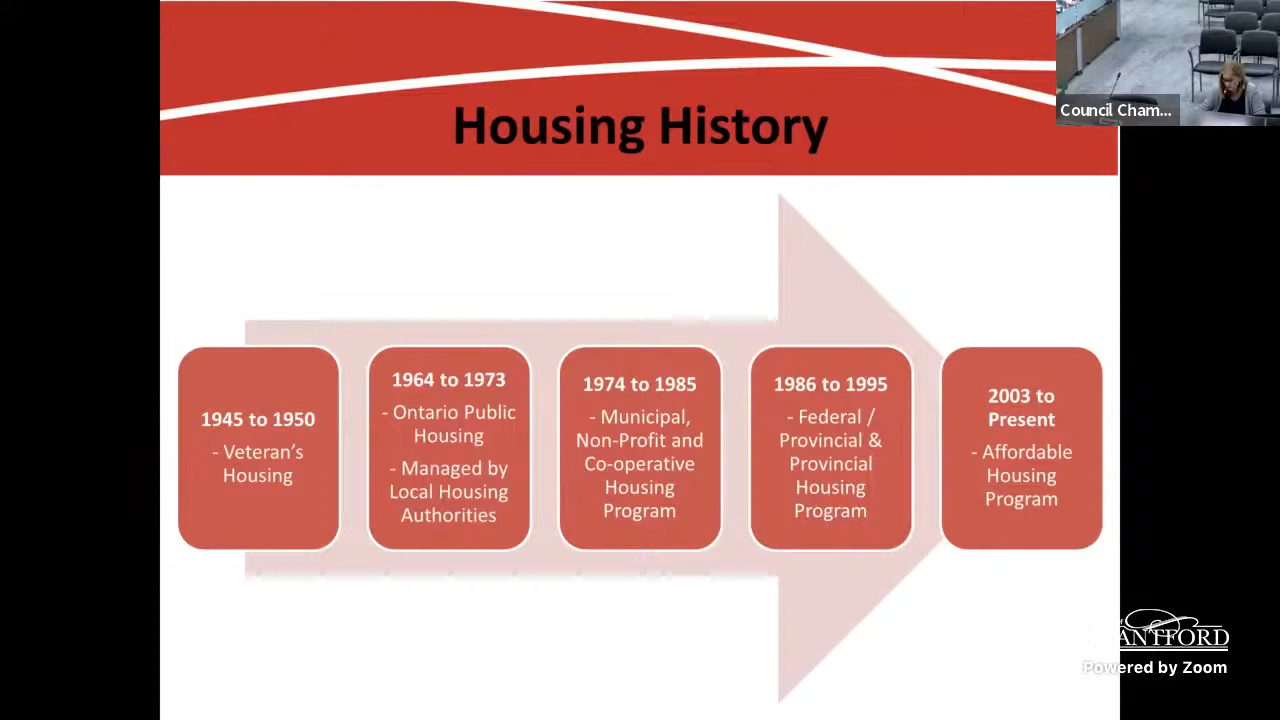 Council Cham...
Housing History
1945 to 1950
- Veteran’s
Housing
1964 to 1973
- Ontario Public
Housing
- Managed by
Local Housing
Authorities
1974 to 1985
- Municipal,
Non-Profit and
Co-operative
Housing
Program
1986 to 1995
- Federal /
Provincial &
Provincial
Housing
Program
2003 to
Present
- Affordable
Housing
Program
ANTFORD
Powered by Zoom